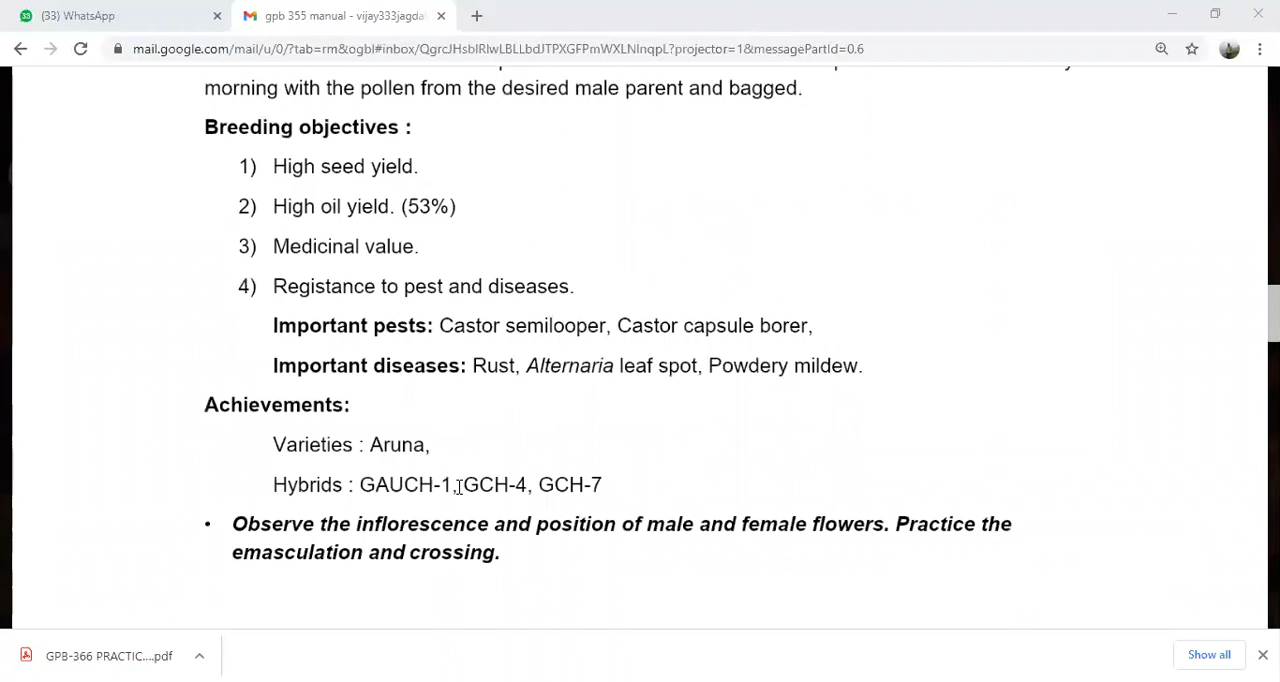 (33) WhatsApp
gpb 355 manual - vijay333jagdal
mail.google.com/mail/u/0/?tab=rm&ogbl#inbox/QgrcJHsblRlwLBLLbdJTPXGFPmWXLNlnqpL?projector=1&messagePartId=0.6
morning with the pollen from the desired male parent and bagged.
Breeding objectives :
1) High seed yield.
2) High oil yield. (53%)
3) Medicinal value.
4) Registance to pest and diseases.
Important pests: Castor semilooper, Castor capsule borer,
Important diseases: Rust, Alternaria leaf spot, Powdery mildew.
Achievements:
Varieties : Aruna,
Hybrids : GAUCH-1, GCH-4, GCH-7
• Observe the inflorescence and position of male and female flowers. Practice the
emasculation and crossing.
GPB-366 PRACTIC....pdf
Show all